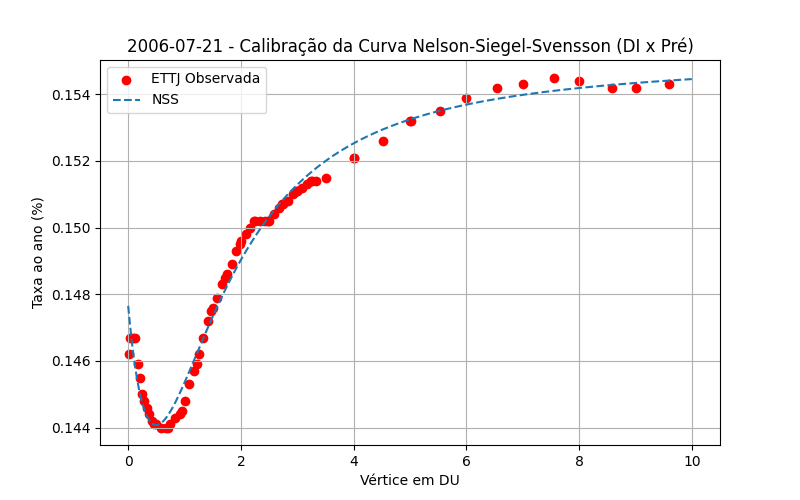 2006-07-21 - Calibração da Curva Nelson-Siegel-Svensson (DI x Pré)
ETTJ Observada
NSS
Taxa ao ano (%)
0.154
0.152
0.150
0.148
0.146
0.144
0 2 4 6 8 10
Vértice em DU